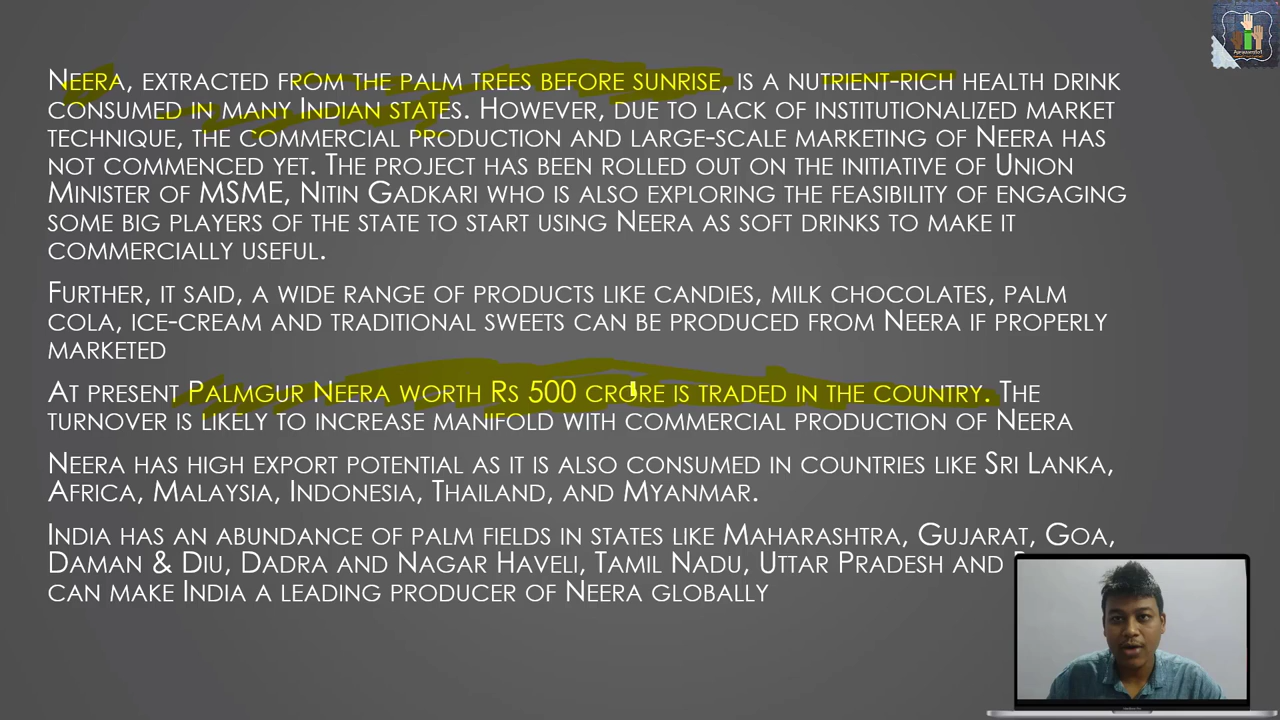 Neera, extracted from the palm trees before sunrise, is a nutrient-rich health drink
consumed in many Indian states. However, due to lack of institutionalized market
technique, the commercial production and large-scale marketing of Neera has
not commenced yet. The project has been rolled out on the initiative of Union
Minister of MSME, Nitin Gadkari who is also exploring the feasibility of engaging
some big players of the state to start using Neera as soft drinks to make it
commercially useful.
Further, it said, a wide range of products like candies, milk chocolates, palm
cola, ice-cream and traditional sweets can be produced from Neera if properly
marketed
At present Palmgur Neera worth Rs 500 crore is traded in the country. The
turnover is likely to increase manifold with commercial production of Neera
Neera has high export potential as it is also consumed in countries like Sri Lanka,
Africa, Malaysia, Indonesia, Thailand, and Myanmar.
India has an abundance of palm fields in states like Maharashtra, Gujarat, Goa,
Daman & Diu, Dadra and Nagar Haveli, Tamil Nadu, Uttar Pradesh and
can make India a leading producer of Neera globally